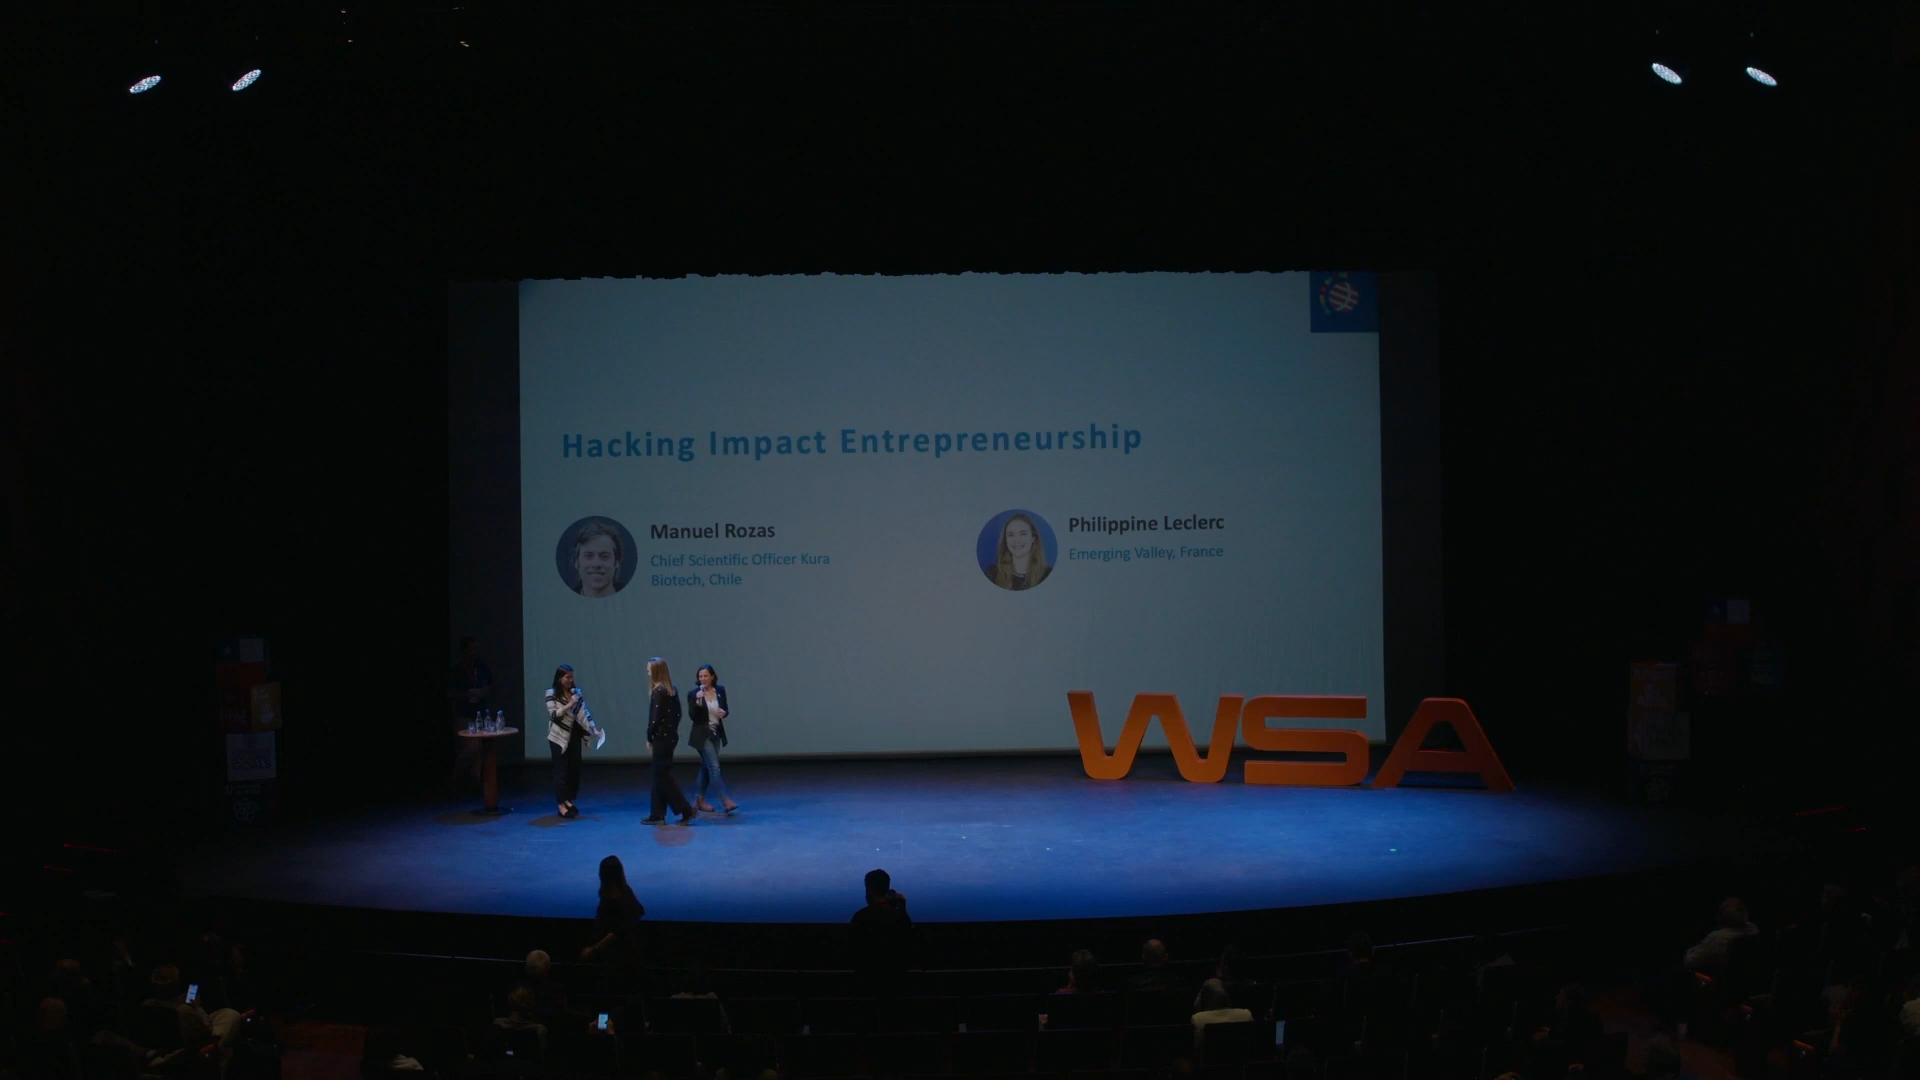 Hacking Impact Entrepreneurship
Manuel Rozas
Chief Scientific Officer Kura
Biotech, Chile
Philippine Leclerc
Emerging Valley, France
WSA